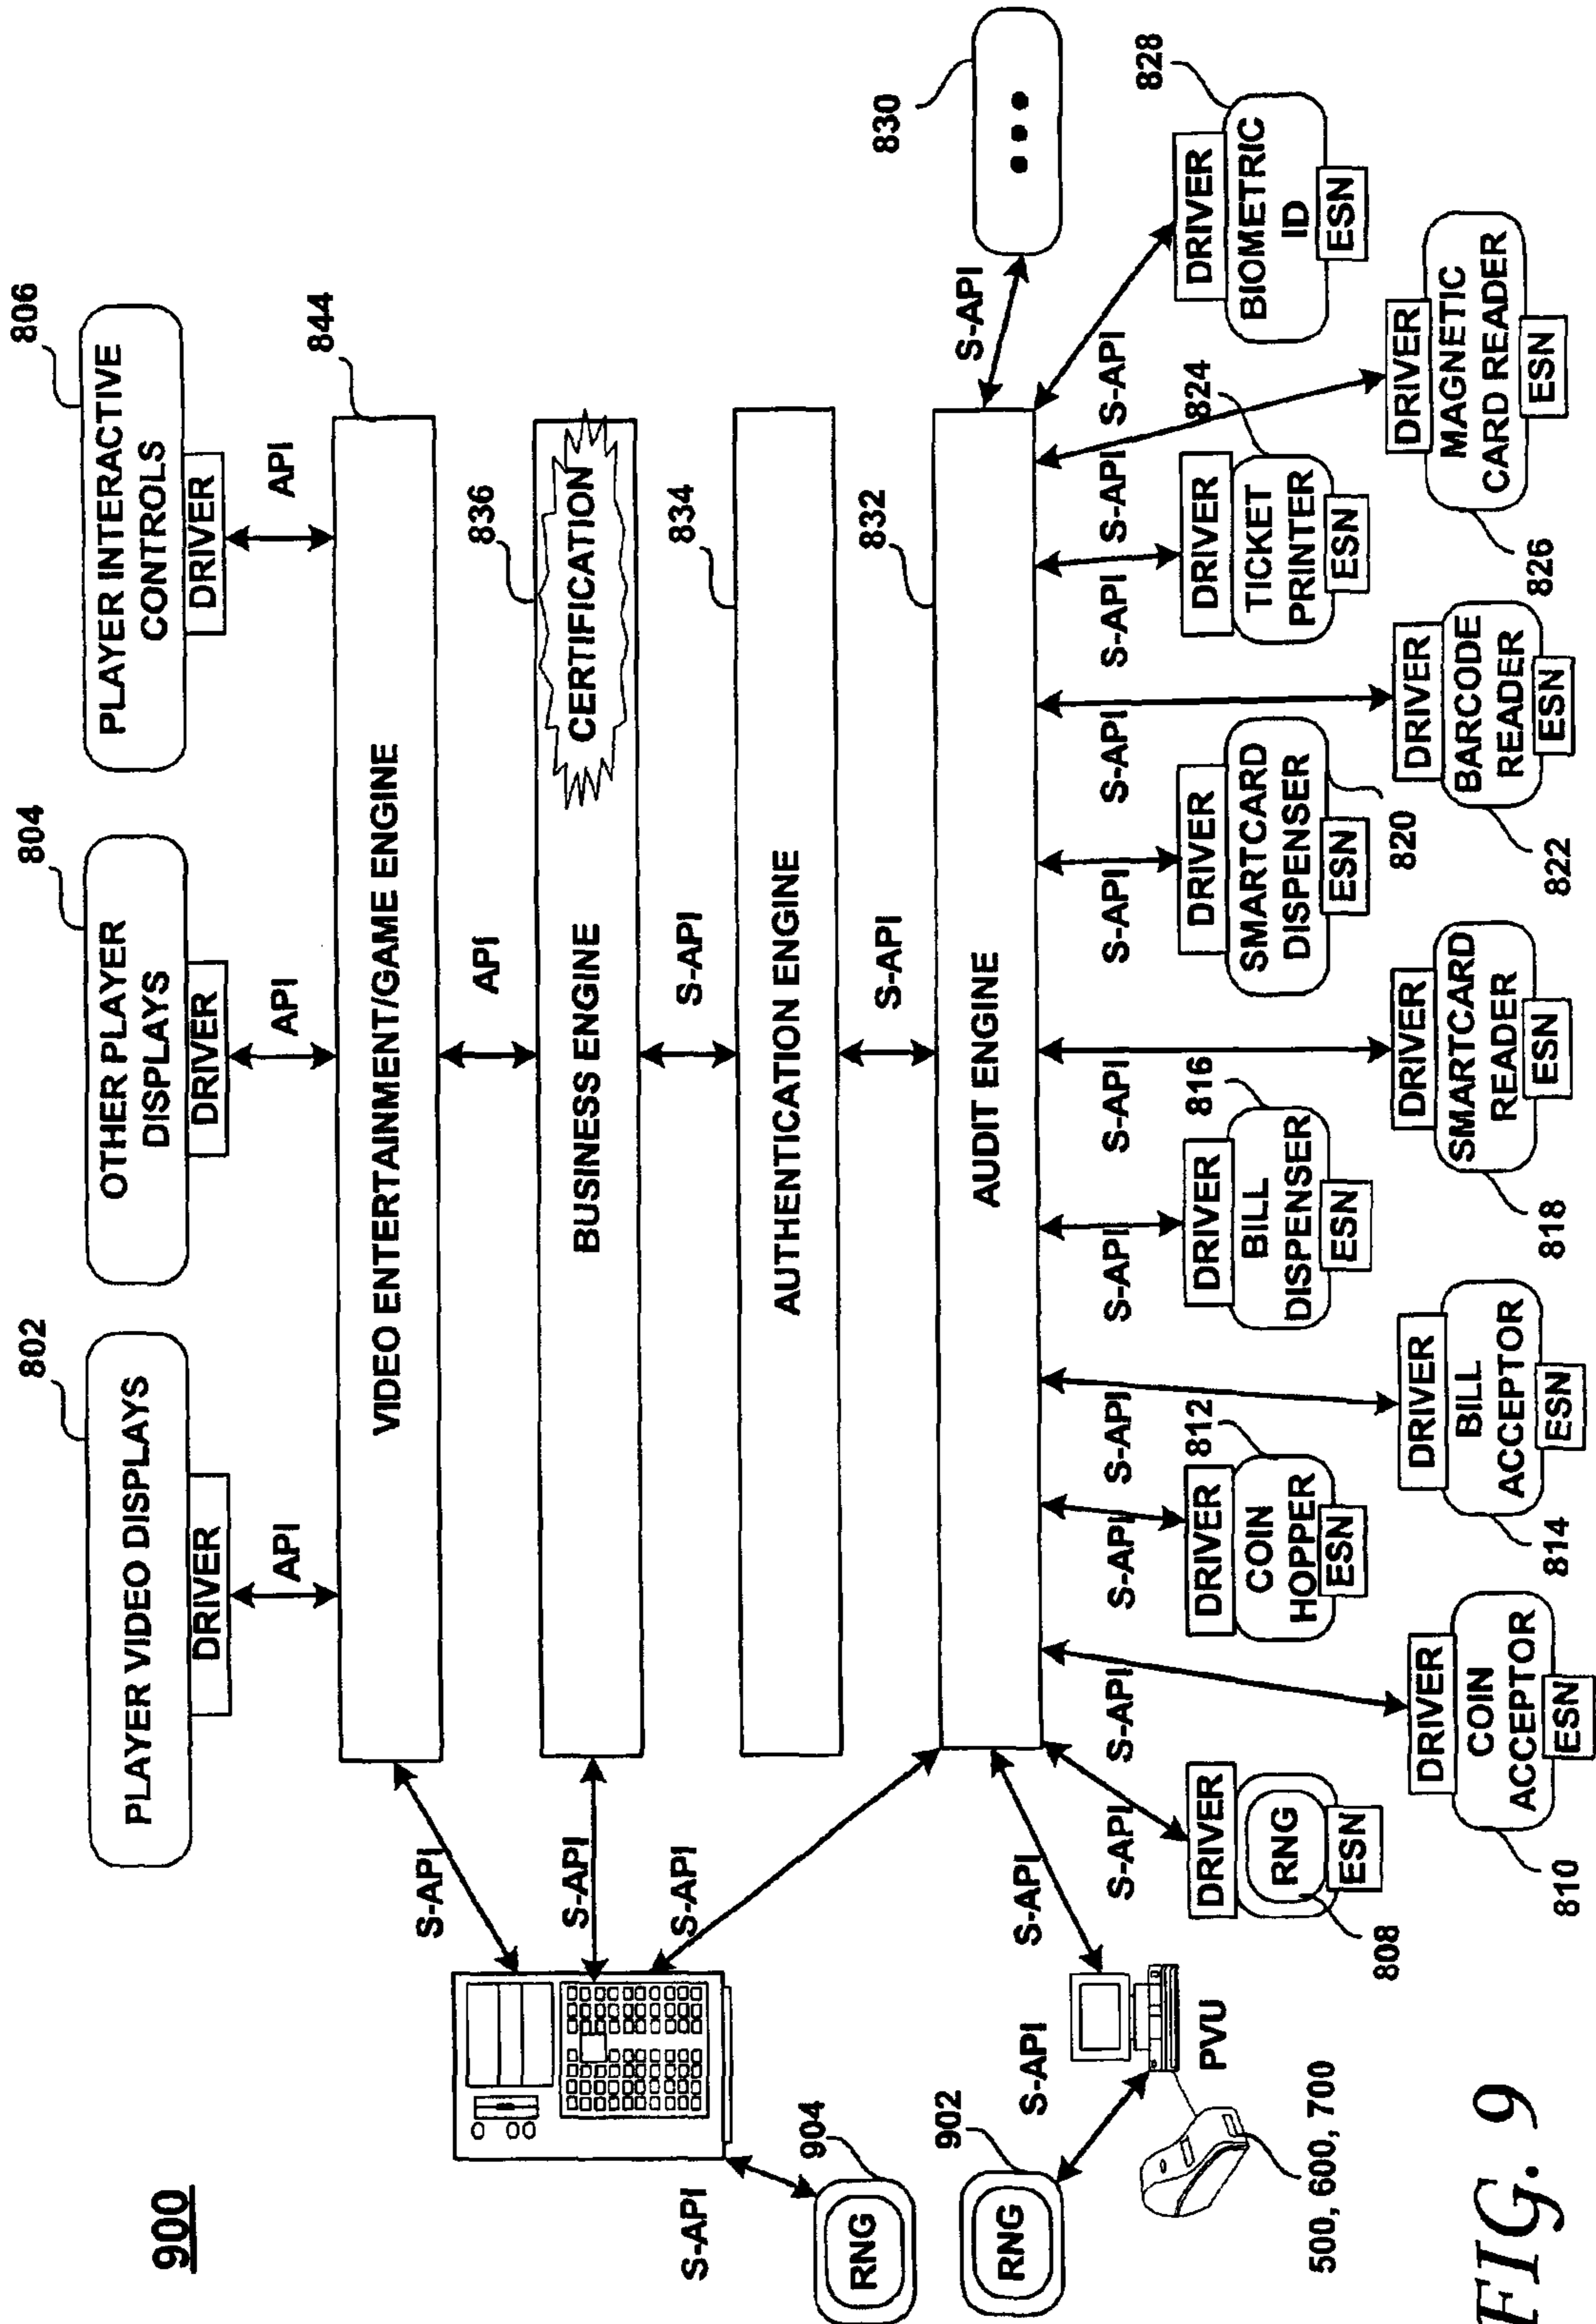 900
802
PLAYER VIDEO DISPLAYS
DRIVER
API
804
OTHER PLAYER
DISPLAYS
DRIVER
API
806
PLAYER INTERACTIVE
CONTROLS
DRIVER
API
844
VIDEO ENTERTAINMENT/GAME ENGINE
API
836
BUSINESS ENGINE
CERTIFICATION
S-API
834
AUTHENTICATION ENGINE
S-API
832
AUDIT ENGINE
S-API
S-API
S-API
S-API
RNG
904
RNG
902
S-API
S-API
PVU
500, 600, 700
S-API
DRIVER
RNG
ESN
808
S-API
DRIVER
COIN
ACCEPTOR
ESN
810
S-API
812
DRIVER
COIN
HOPPER
ESN
S-API
DRIVER
BILL
ACCEPTOR
ESN
814
S-API
816
DRIVER
BILL
DISPENSER
ESN
S-API
DRIVER
SMARTCARD
READER
ESN
818
S-API
DRIVER
SMARTCARD
DISPENSER
ESN
820
S-API
DRIVER
BARCODE
READER
ESN
822
S-API
824
DRIVER
TICKET
PRINTER
ESN
S-API
DRIVER
MAGNETIC
CARD READER
ESN
826
S-API
828
DRIVER
BIOMETRIC
ID
ESN
S-API
830
•••
FIG. 9